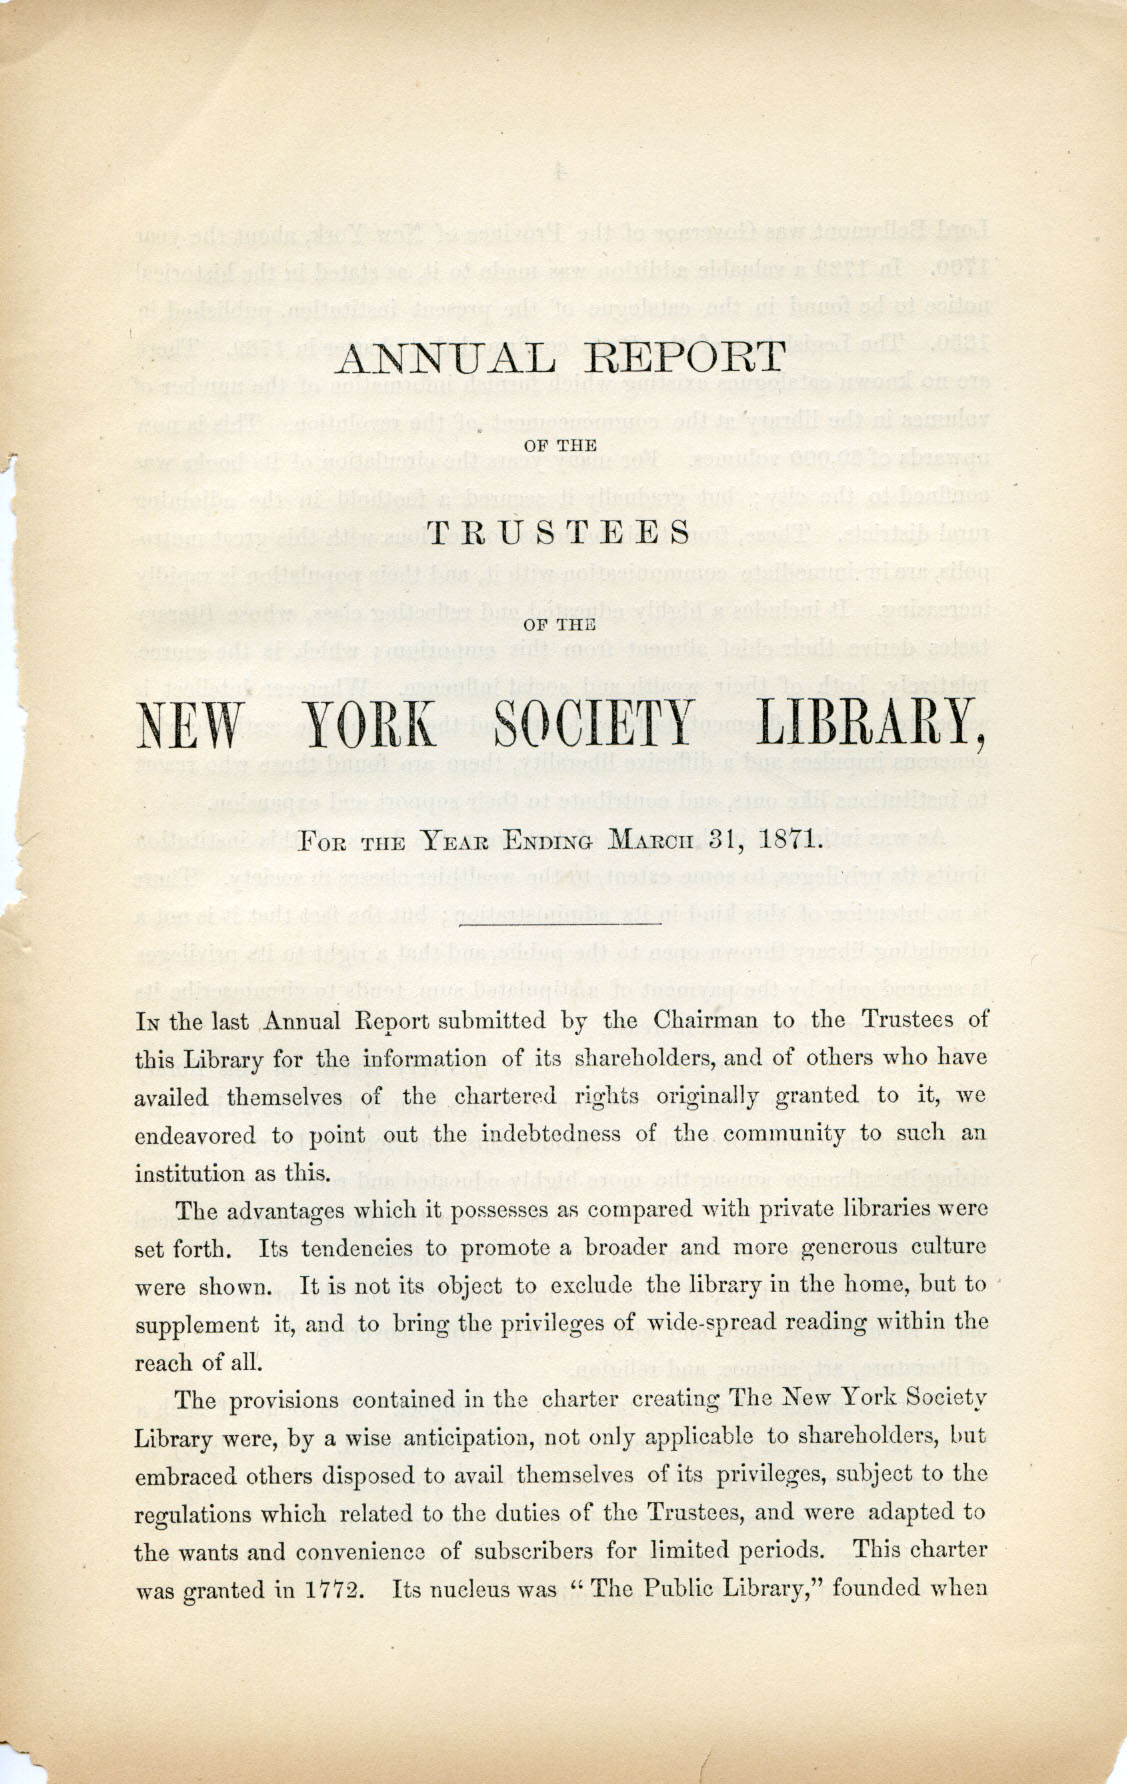 ANNUAL REPORT
OF THE
TRUSTEES
OF THE
NEW YORK SOCIETY LIBRARY,
FOR THE YEAR ENDING MARCH 31, 1871.
IN the last Annual Report submitted by the Chairman to the Trustees of
this Library for the information of its shareholders, and of others who have
availed themselves of the chartered rights originally granted to it, we
endeavored to point out the indebtedness of the community to such an
institution as this.
The advantages which it possesses as compared with private libraries were
set forth. Its tendencies to promote a broader and more generous culture
were shown. It is not its object to exclude the library in the home, but to
supplement it, and to bring the privileges of wide-spread reading within the
reach of all.
The provisions contained in the charter creating The New York Society
Library were, by a wise anticipation, not only applicable to shareholders, but
embraced others disposed to avail themselves of its privileges, subject to the
regulations which related to the duties of the Trustees, and were adapted to
the wants and convenience of subscribers for limited periods. This charter
was granted in 1772. Its nucleus was “ The Public Library,” founded when